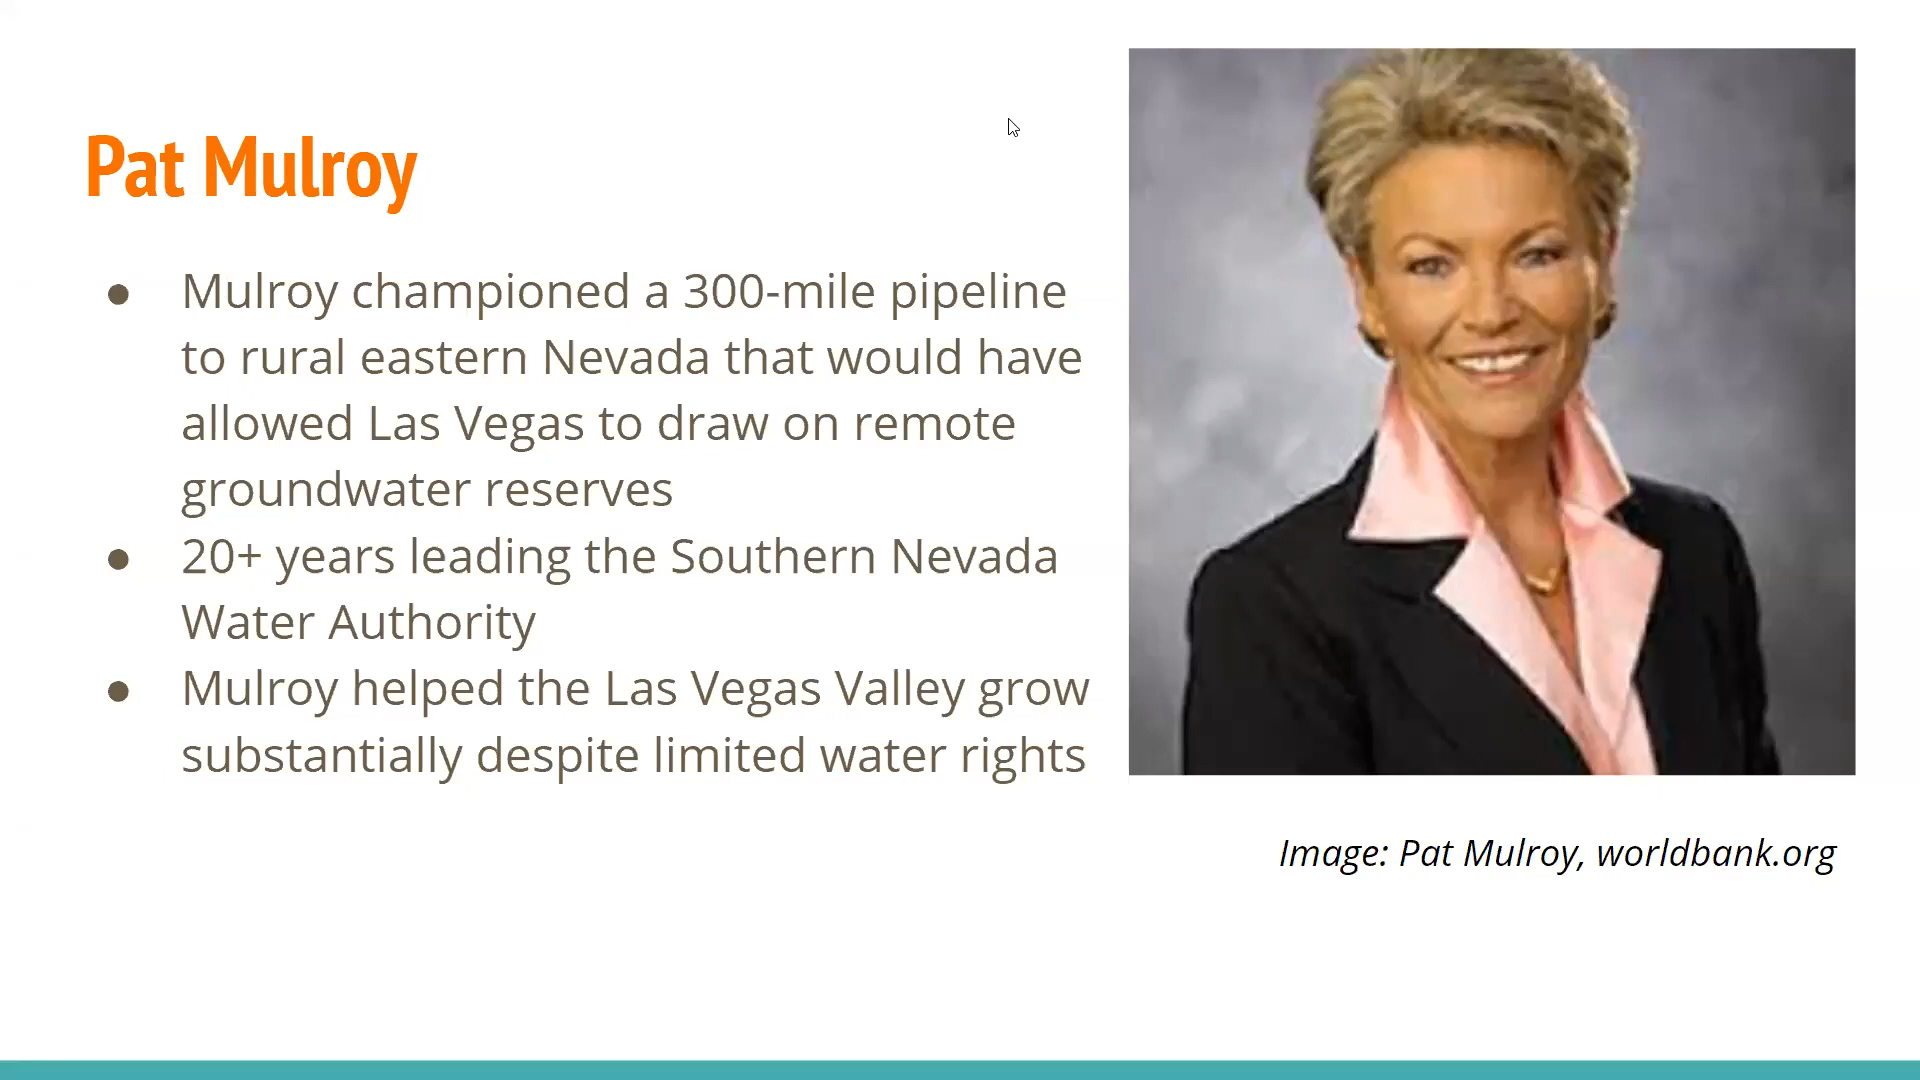 Pat Mulroy
● Mulroy championed a 300-mile pipeline
to rural eastern Nevada that would have
allowed Las Vegas to draw on remote
groundwater reserves
● 20+ years leading the Southern Nevada
Water Authority
● Mulroy helped the Las Vegas Valley grow
substantially despite limited water rights
Image: Pat Mulroy, worldbank.org